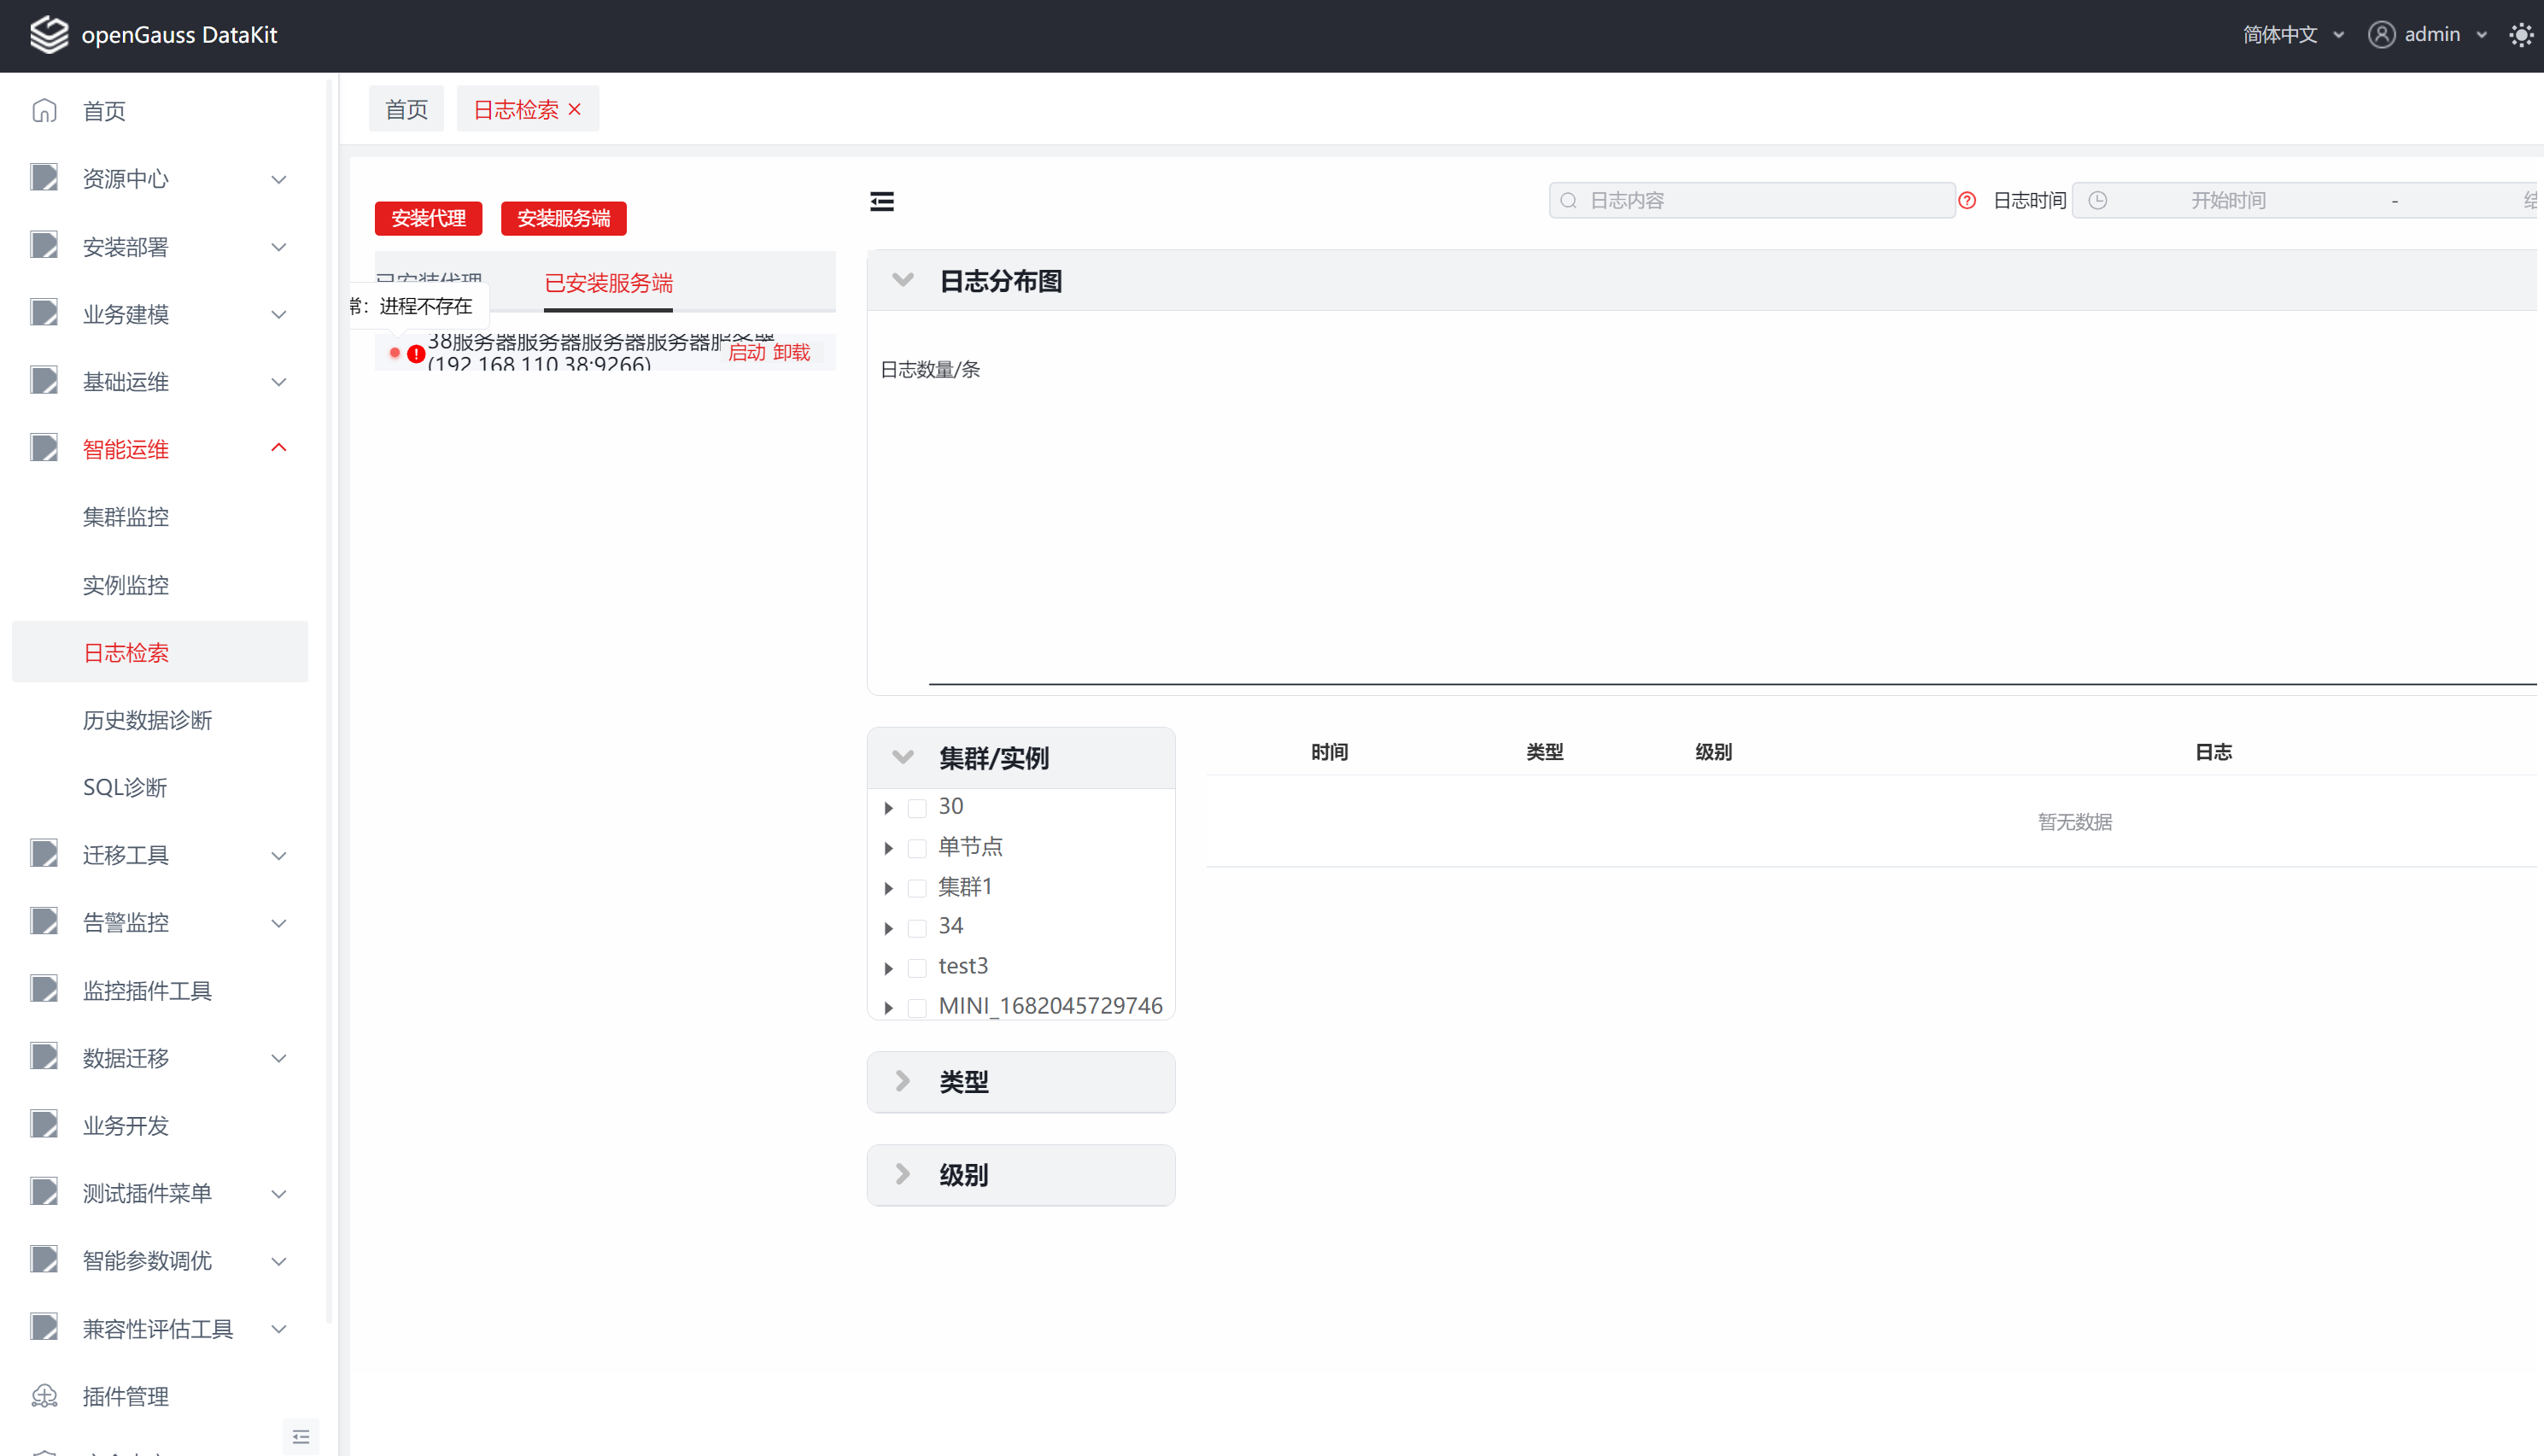 openGauss DataKit
简体中文
admin
首页
资源中心
安装部署
业务建模
基础运维
智能运维
集群监控
实例监控
日志检索
历史数据诊断
SQL诊断
迁移工具
告警监控
监控插件工具
数据迁移
业务开发
测试插件菜单
智能参数调优
兼容性评估工具
插件管理
首页
日志检索
安装代理
安装服务端
已安装代理
已安装服务端
常：进程不存在
38服务器服务器服务器服务器服务器
(192.168.110.38:9266)
启动 卸载
日志内容
日志时间
开始时间
-
结
日志分布图
日志数量/条
集群/实例
30
单节点
集群1
34
test3
MINI_1682045729746
类型
级别
时间
类型
级别
日志
暂无数据